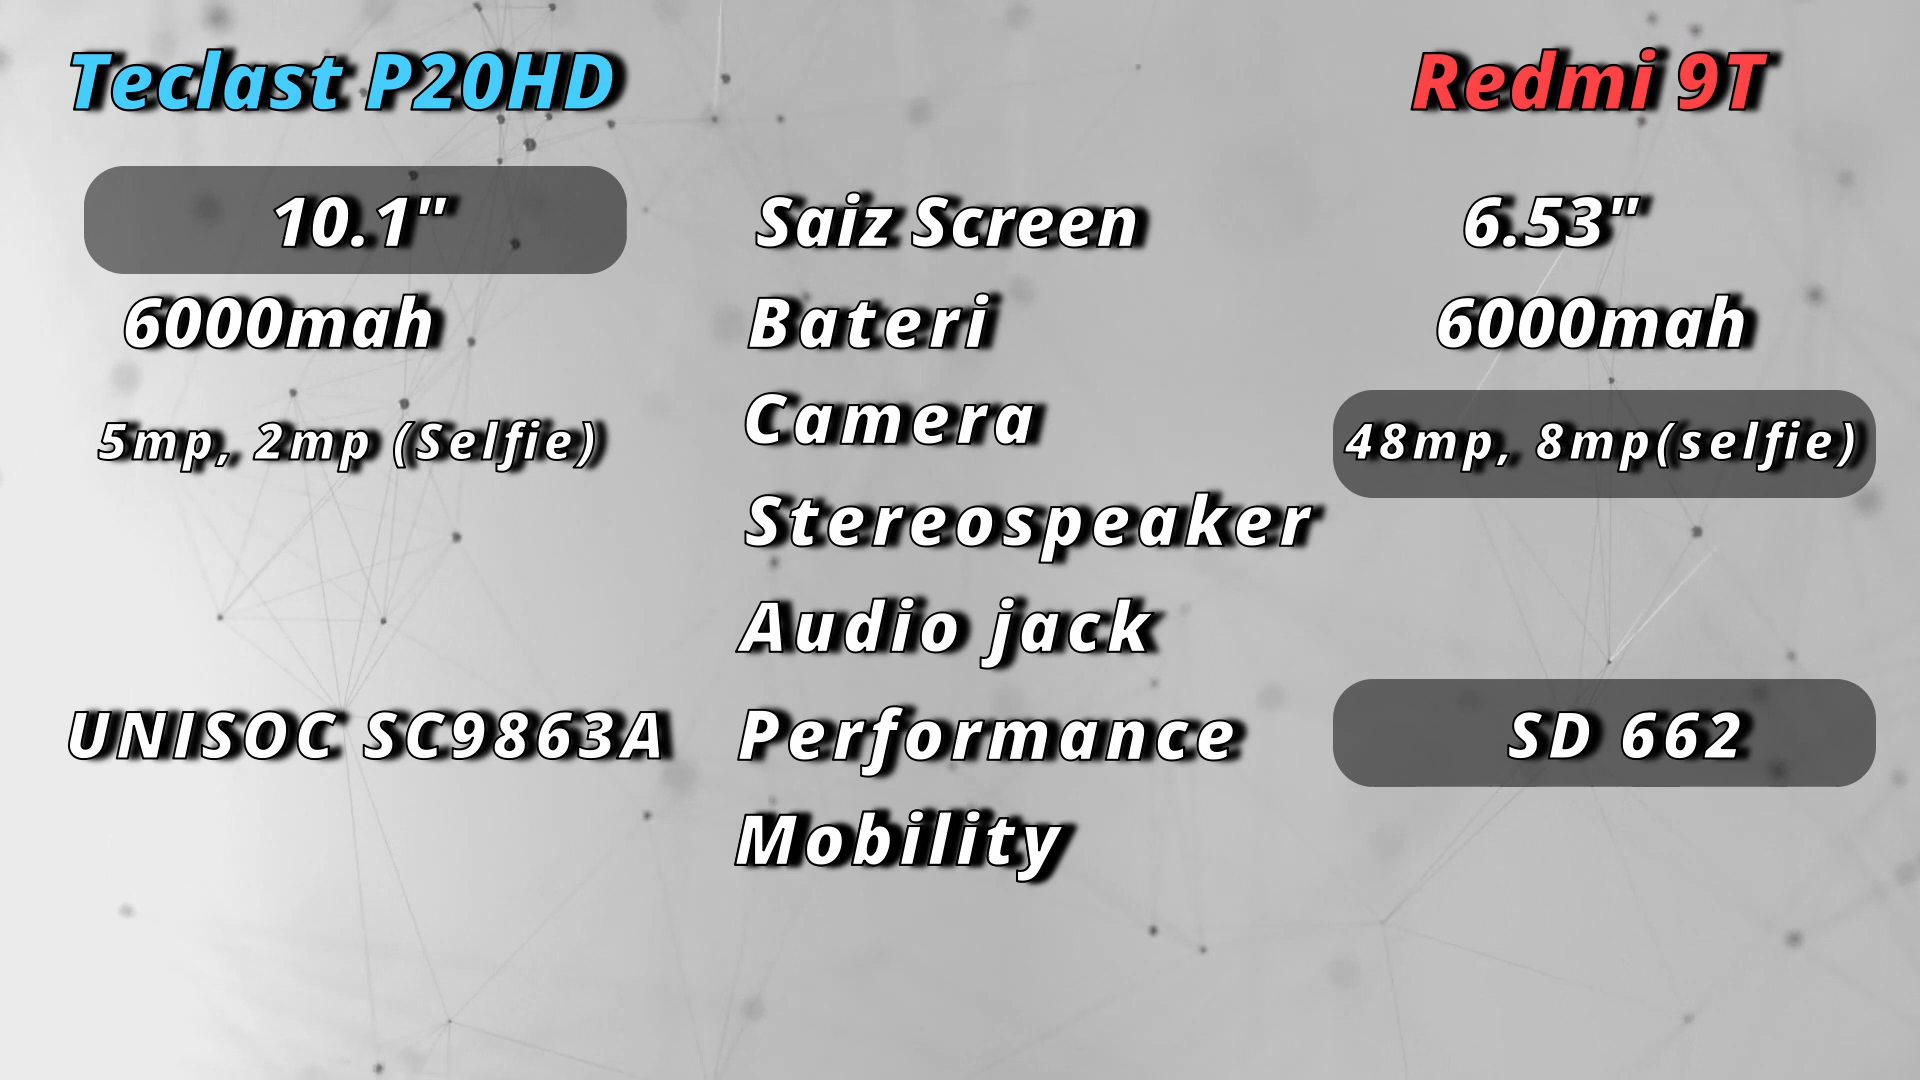 Teclast P20HD
Redmi 9T
10.1"
Saiz Screen
6.53"
6000mah
Bateri
6000mah
5mp, 2mp (Selfie)
Camera
48mp, 8mp(selfie)
Stereospeaker
Audio jack
UNISOC SC9863A
Performance
SD 662
Mobility